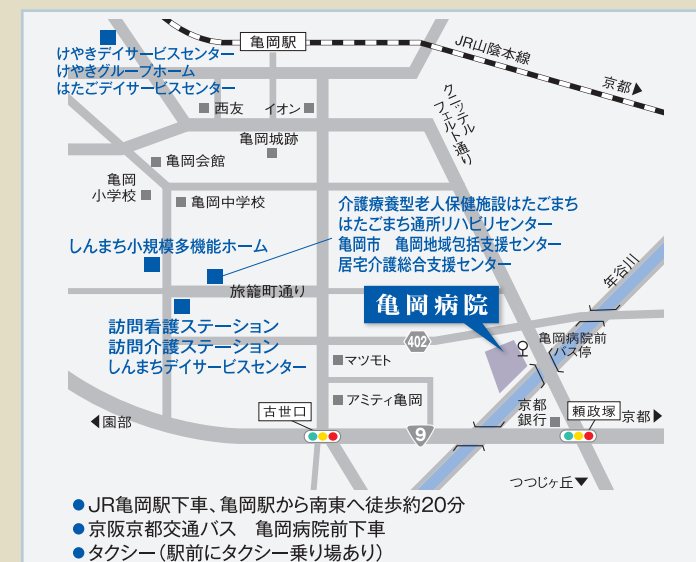 亀岡駅
JR山陰本線
京都▶
けやきデイサービスセンター
けやきグループホーム
はたごデイサービスセンター
西友
イオン
クニッテル
フェルト通り
亀岡城跡
亀岡会館
亀岡
小学校
亀岡中学校
介護療養型老人保健施設はたごまち
はたごまち通所リハビリセンター
亀岡市 亀岡地域包括支援センター
居宅介護総合支援センター
しんまち小規模多機能ホーム
旅籠町通り
年谷川
亀岡病院
訪問看護ステーション
訪問介護ステーション
しんまちデイサービスセンター
402
亀岡病院前
バス停
マツモト
アミティ亀岡
京都
銀行
古世口
頼政塚
◀園部
9
京都▶
つつじヶ丘▼
●JR亀岡駅下車、亀岡駅から南東へ徒歩約20分
●京阪京都交通バス 亀岡病院前下車
●タクシー(駅前にタクシー乗り場あり)